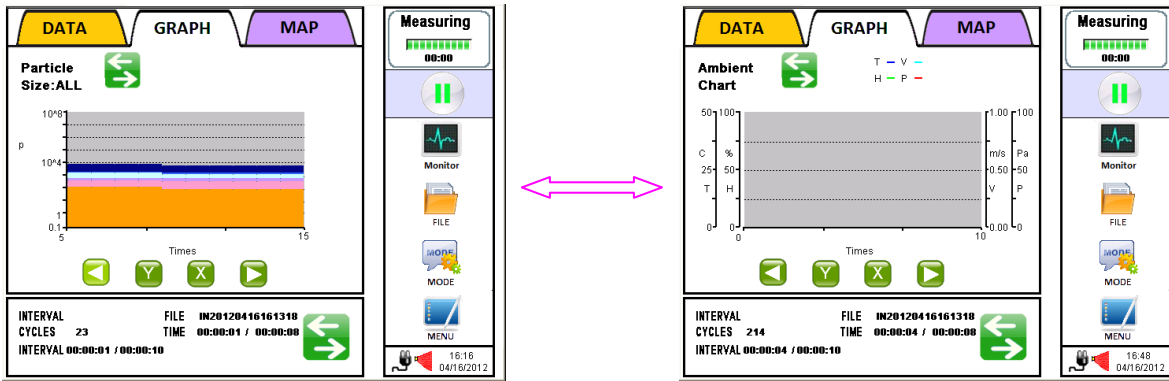 DATA GRAPH MAP
Particle
Size:ALL
10^8
p
10^4
1
0.1
5 15
Times
Y X
INTERVAL FILE IN20120416161318
CYCLES 23 TIME 00:00:01 / 00:00:08
INTERVAL 00:00:01 / 00:00:10
Measuring
00:00
Monitor
FILE
MODE
MODE
MENU
16:16
04/16/2012
DATA GRAPH MAP
Ambient
Chart
T V
H P
50 100 1.00 100
C % m/s Pa
25 50 0.50 50
T H V P
0 0 0.00 0
0 10
Times
Y X
INTERVAL FILE IN20120416161318
CYCLES 214 TIME 00:00:04 / 00:00:08
INTERVAL 00:00:04 / 00:00:10
Measuring
00:00
Monitor
FILE
MODE
MODE
MENU
16:48
04/16/2012